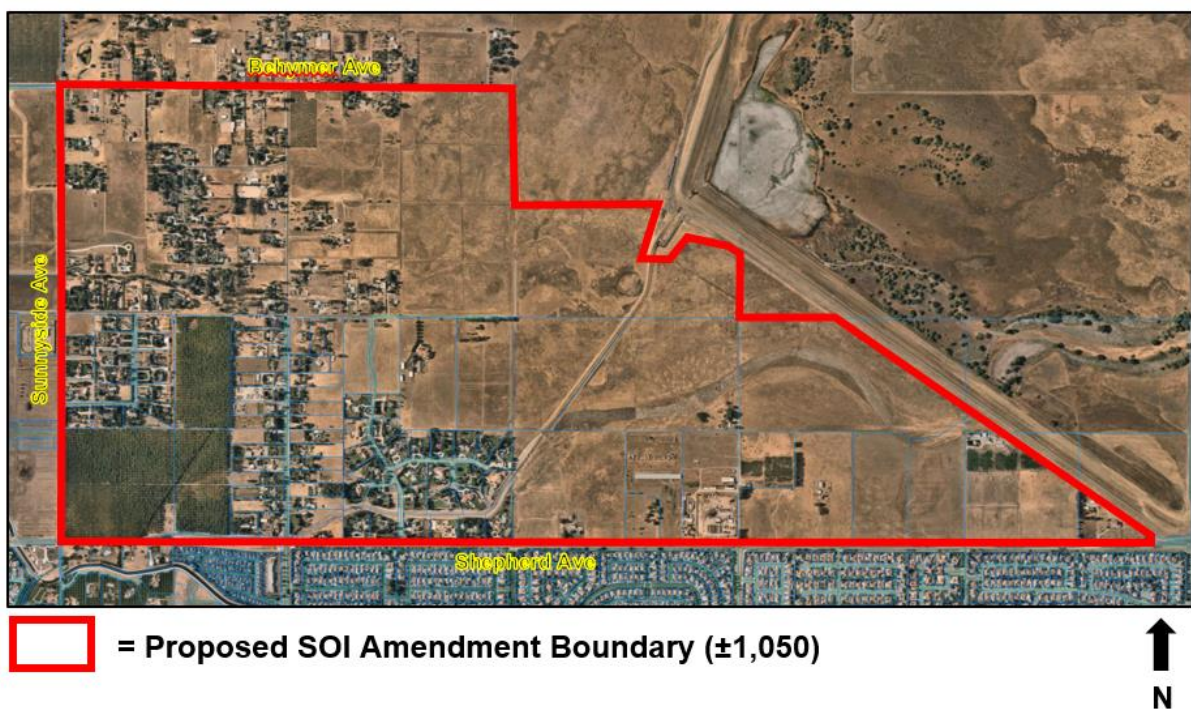 Behymer Ave
Sunnyside Ave
Shepherd Ave
= Proposed SOI Amendment Boundary (±1,050)
N